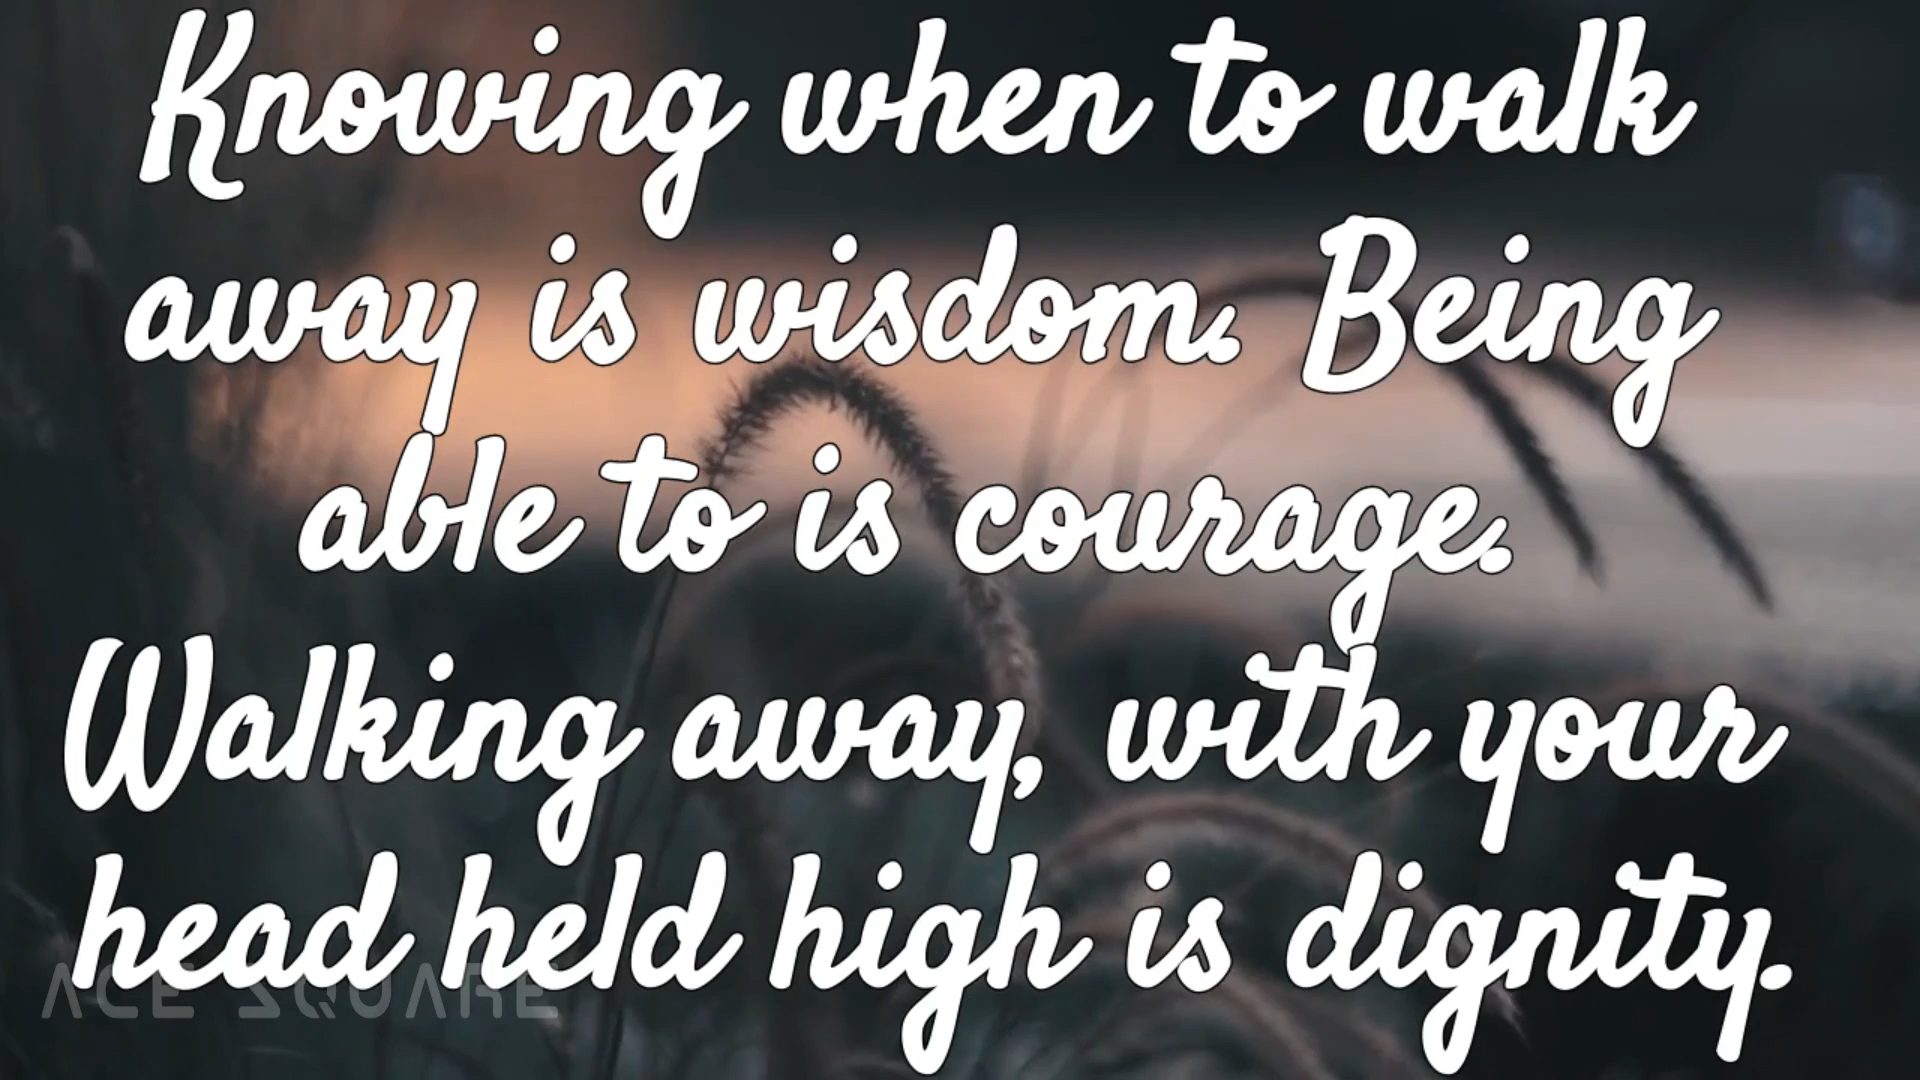 Knowing when to walk
away is wisdom. Being
able to is courage.
Walking away, with your
head held high is dignity.
ACE SQUARE